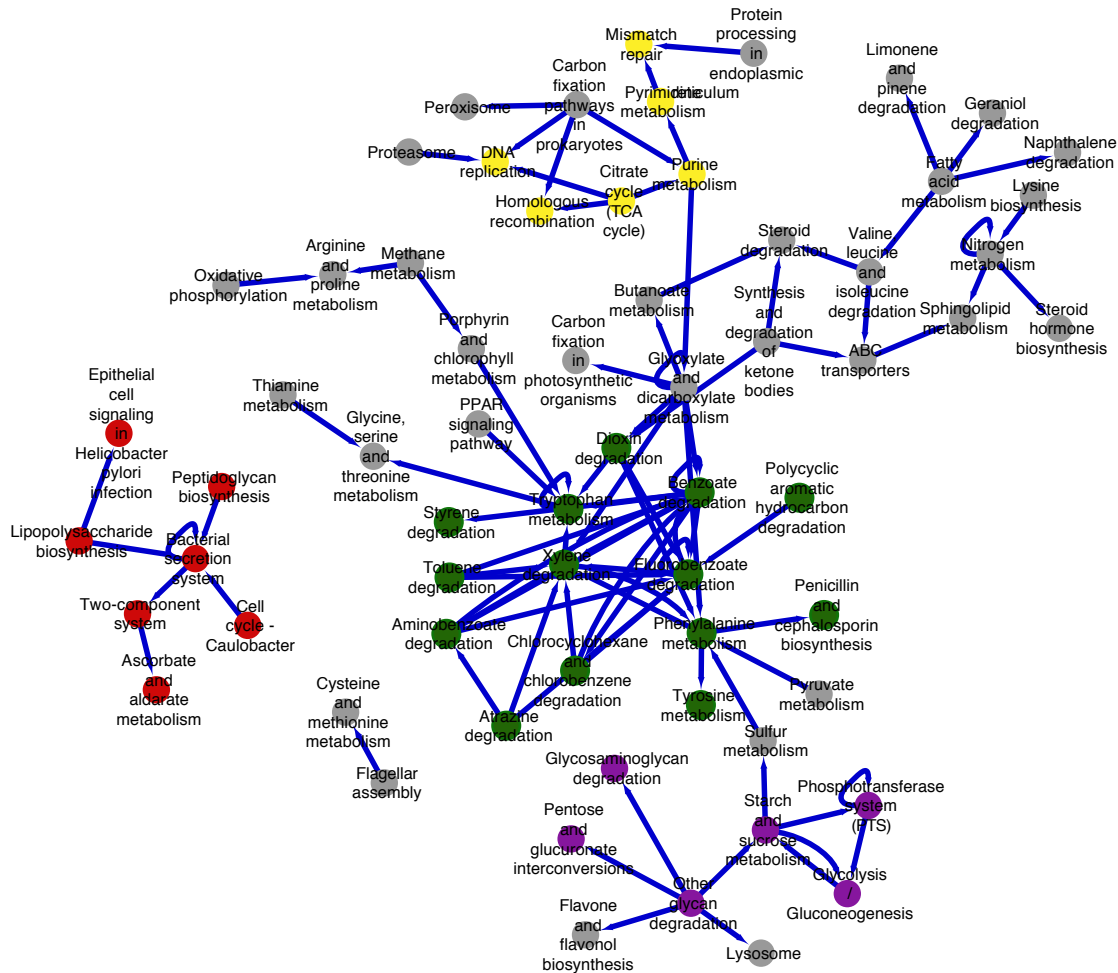 Mismatch
repair
Protein
processing
in
endoplasmic
reticulum
Limonene
and
pinene
degradation
Carbon
fixation
pathways
in
prokaryotes
Pyrimidine
metabolism
Peroxisome
Geraniol
degradation
Proteasome
DNA
replication
Citrate
cycle
(TCA
cycle)
Purine
metabolism
Fatty
acid
metabolism
Naphthalene
degradation
Lysine
biosynthesis
Homologous
recombination
Arginine
and
proline
metabolism
Methane
metabolism
Steroid
degradation
Valine
leucine
and
isoleucine
degradation
Nitrogen
metabolism
Oxidative
phosphorylation
Butanoate
metabolism
Synthesis
and
degradation
of
ketone
bodies
Sphingolipid
metabolism
Steroid
hormone
biosynthesis
Porphyrin
and
chlorophyll
metabolism
Carbon
fixation
in
photosynthetic
organisms
Glyoxylate
and
dicarboxylate
metabolism
ABC
transporters
Epithelial
cell
signaling
in
Helicobacter
pylori
infection
Thiamine
metabolism
Glycine,
serine
and
threonine
metabolism
PPAR
signaling
pathway
Dioxin
degradation
Peptidoglycan
biosynthesis
Styrene
degradation
Tryptophan
metabolism
Benzoate
degradation
Polycyclic
aromatic
hydrocarbon
degradation
Lipopolysaccharide
biosynthesis
Bacterial
secretion
system
Toluene
degradation
Xylene
degradation
Fluorobenzoate
degradation
Two-component
system
Cell
cycle -
Caulobacter
Aminobenzoate
degradation
Chlorocyclohexane
and
chlorobenzene
degradation
Phenylalanine
metabolism
Penicillin
and
cephalosporin
biosynthesis
Ascorbate
and
aldarate
metabolism
Cysteine
and
methionine
metabolism
Atrazine
degradation
Tyrosine
metabolism
Pyruvate
metabolism
Sulfur
metabolism
Flagellar
assembly
Glycosaminoglycan
degradation
Phosphotransferase
system
(PTS)
Pentose
and
glucuronate
interconversions
Starch
and
sucrose
metabolism
Glycolysis
/
Gluconeogenesis
Other
glycan
degradation
Flavone
and
flavonol
biosynthesis
Lysosome